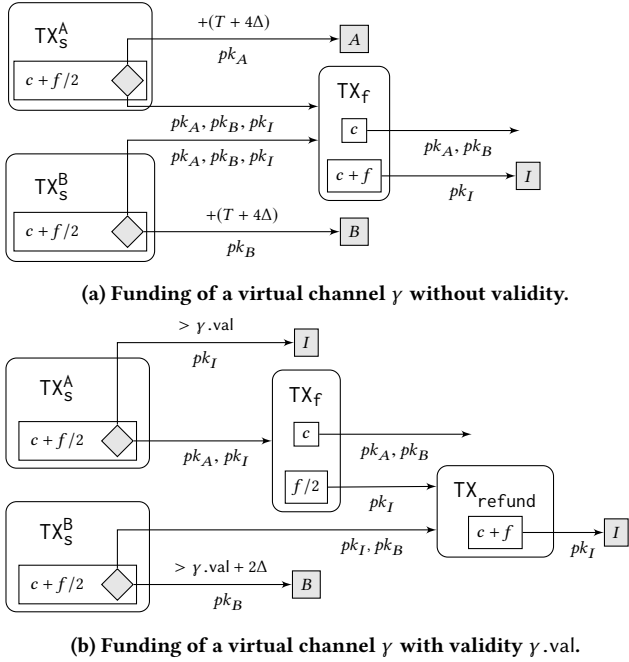 TX_s^A
+(T + 4Δ)
A
pk_A
c + f/2
TX_f
pk_A, pk_B, pk_I
c
pk_A, pk_B, pk_I
pk_A, pk_B
TX_s^B
c + f
I
pk_I
+(T + 4Δ)
c + f/2
B
pk_B
(a) Funding of a virtual channel γ without validity.
> γ.val
I
pk_I
TX_s^A
TX_f
c + f/2
c
pk_A, pk_I
pk_A, pk_B
f/2
TX_refund
pk_I
TX_s^B
c + f
I
pk_I, pk_B
pk_I
> γ.val + 2Δ
c + f/2
B
pk_B
(b) Funding of a virtual channel γ with validity γ.val.